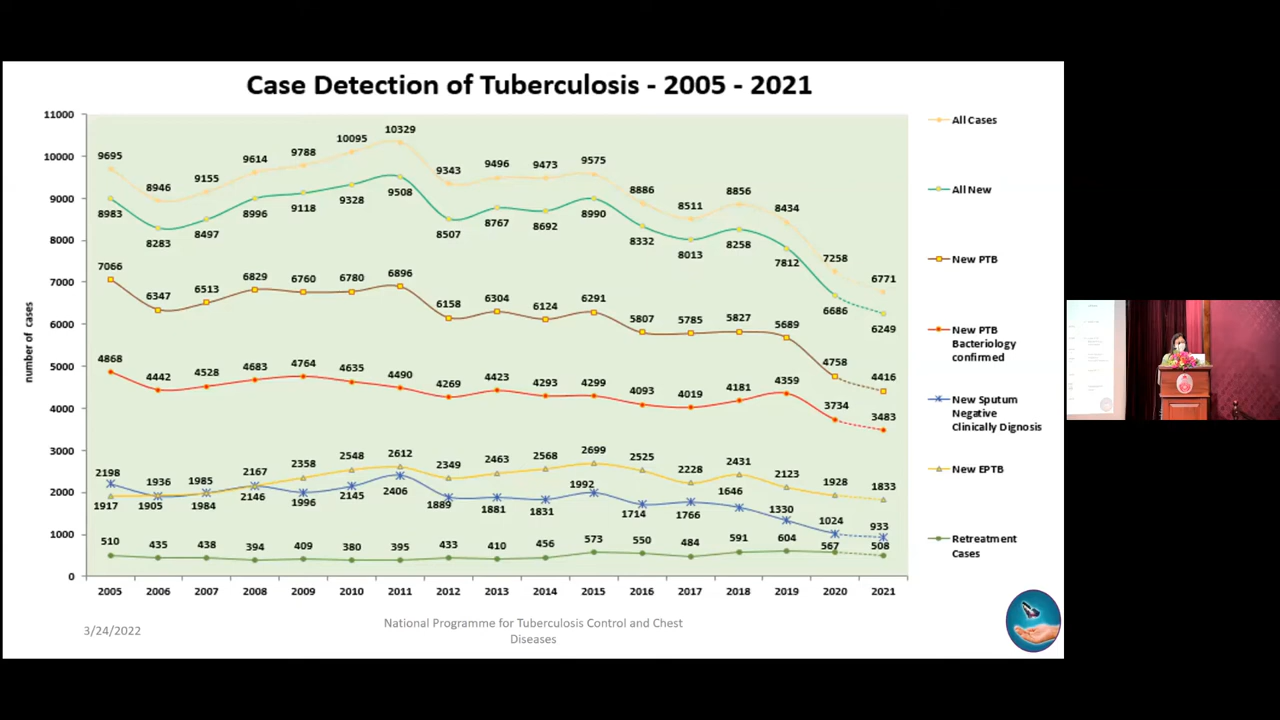 Case Detection of Tuberculosis - 2005 - 2021
number of cases
11000
10000
9000
8000
7000
6000
5000
4000
3000
2000
1000
0
9695 8946 9155 9614 9788 10095 10329 9343 9496 9473 9575 8886 8511 8856 8434 7258 6771
8983 8283 8497 8996 9118 9328 9508 8507 8767 8692 8990 8332 8013 8258 7812 6686 6249
7066 6347 6513 6829 6760 6780 6896 6158 6304 6124 6291 5807 5785 5827 5689 4758 4416
4868 4442 4528 4683 4764 4635 4490 4269 4423 4293 4299 4093 4019 4181 4359 3734 3483
2198 1936 1985 2167 2358 2548 2612 2349 2463 2568 2699 2525 2228 2431 2123 1928 1833
1917 1905 1984 2146 1996 2145 2406 1889 1881 1831 1992 1714 1766 1646 1330 1024 933
510 435 438 394 409 380 395 433 410 456 573 550 484 591 604 567 508
2005 2006 2007 2008 2009 2010 2011 2012 2013 2014 2015 2016 2017 2018 2019 2020 2021
All Cases
All New
New PTB
New PTB
Bacteriology
confirmed
New Sputum
Negative
Clinically Dignosis
New EPTB
Retreatment
Cases
3/24/2022
National Programme for Tuberculosis Control and Chest
Diseases